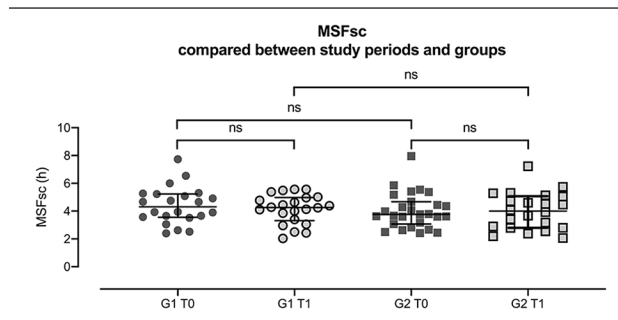 MSFsc
compared between study periods and groups
ns
ns
ns
ns
10
8
6
4
2
0
MSFsc (h)
G1 T0
G1 T1
G2 T0
G2 T1